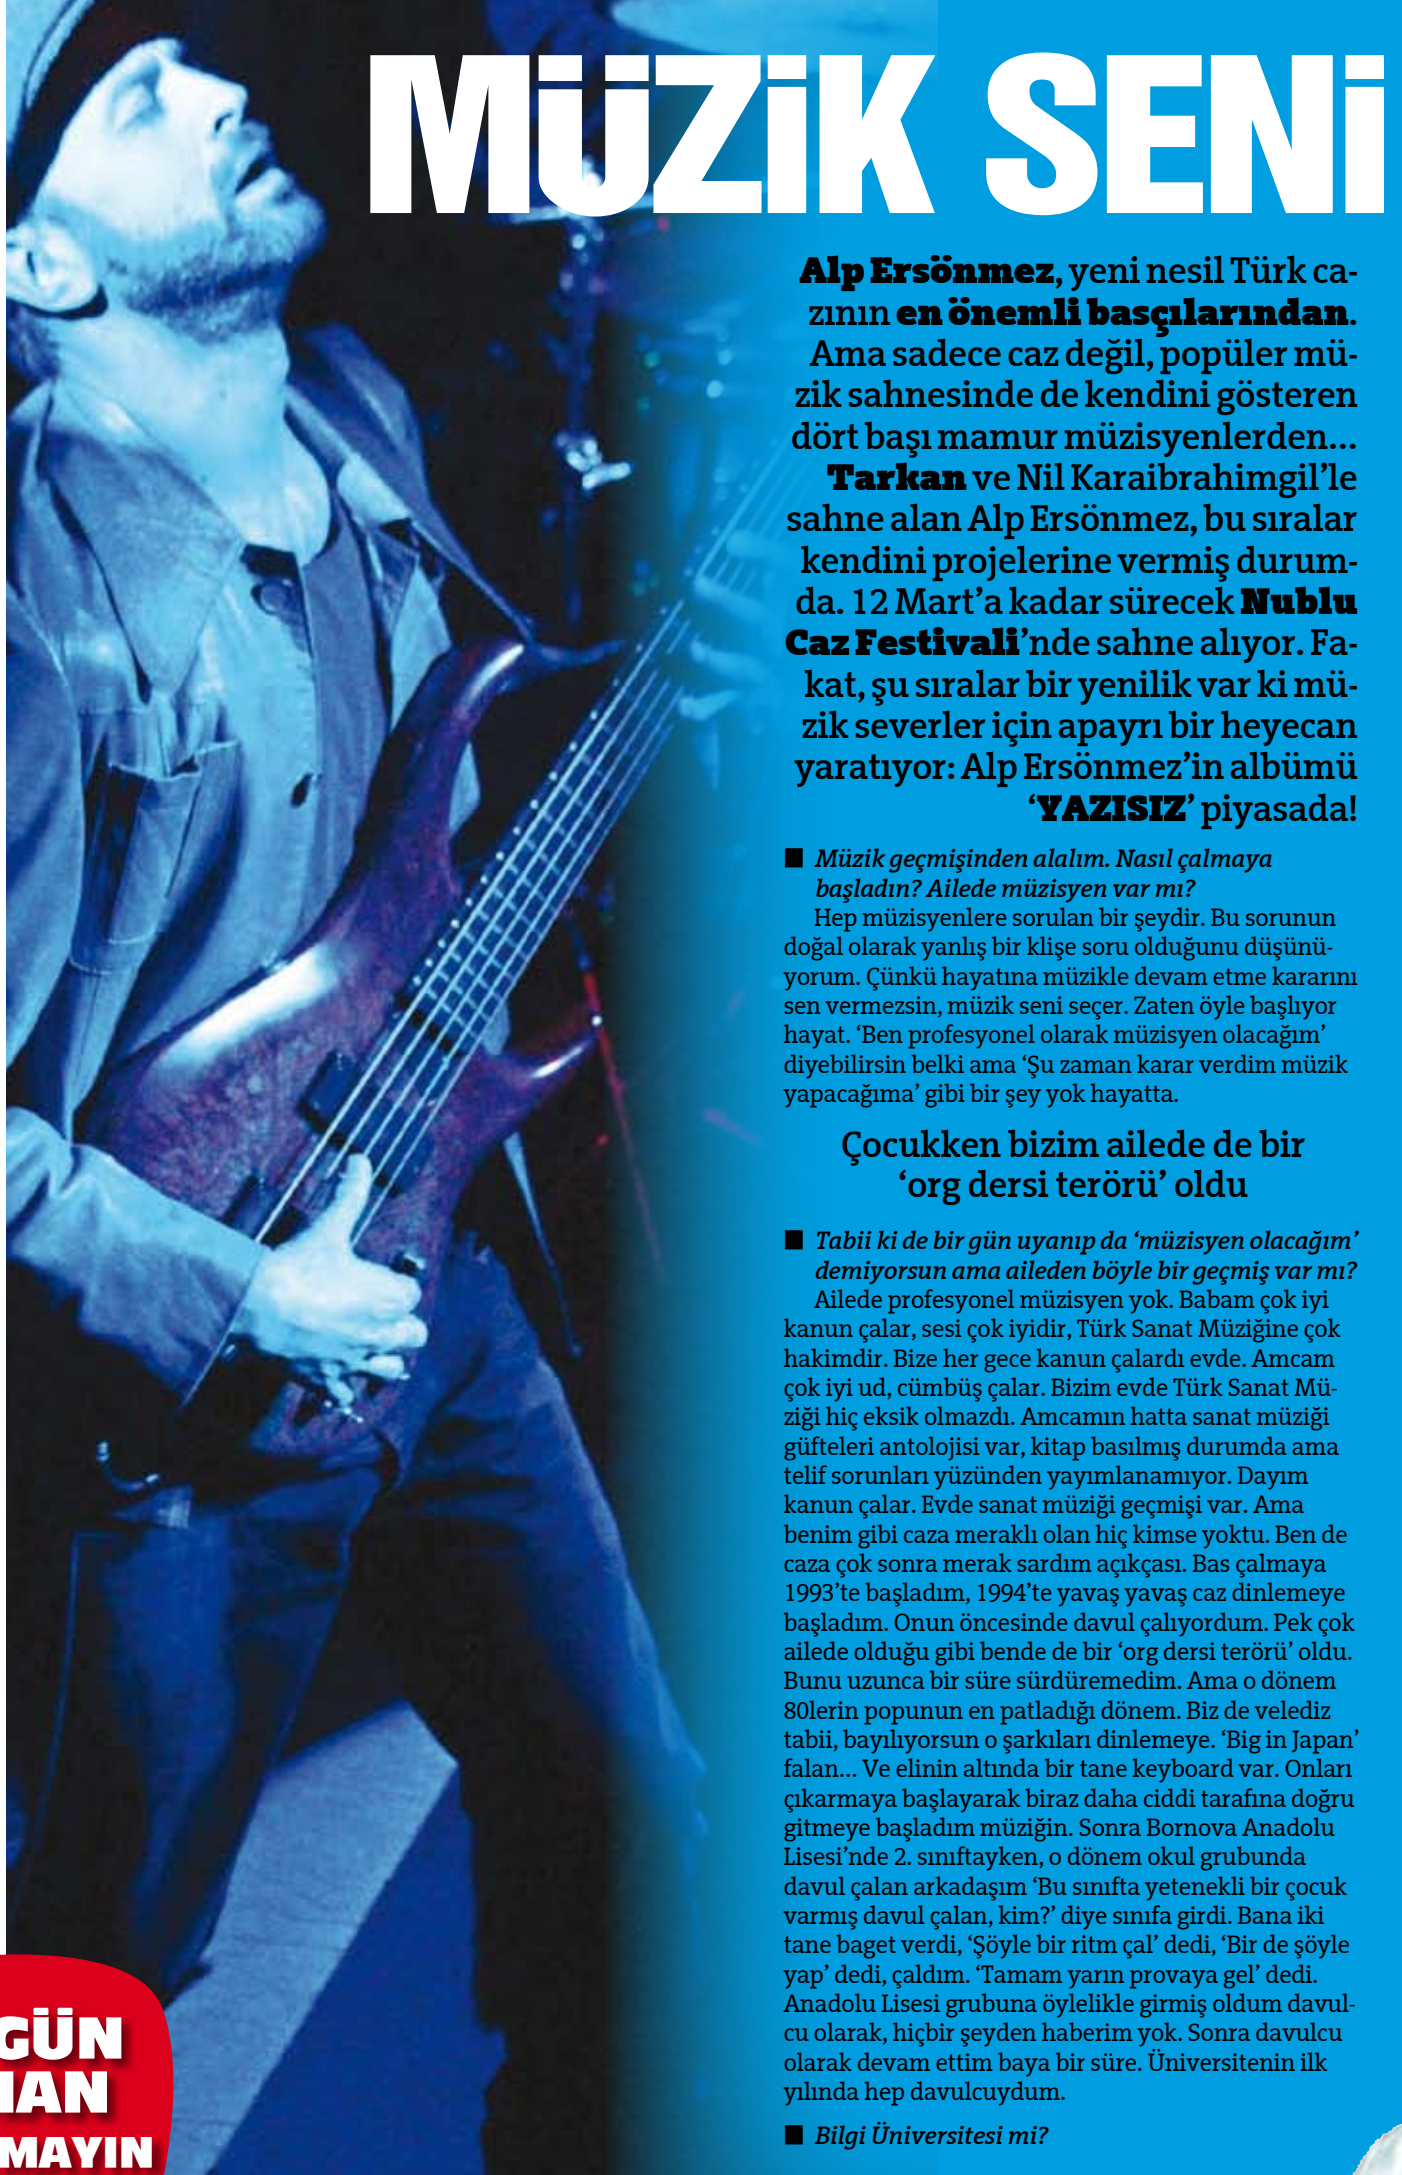 MÜZİK SENİ
Alp Ersönmez, yeni nesil Türk ca-
zının en önemli basçılarından.
Ama sadece caz değil, popüler mü-
zik sahnesinde de kendini gösteren
dört başı mamur müzisyenlerden...
Tarkan ve Nil Karaibrahimgil’le
sahne alan Alp Ersönmez, bu sıralar
kendini projelerine vermiş durum-
da. 12 Mart’a kadar sürecek Nublu
Caz Festivali’nde sahne alıyor. Fa-
kat, şu sıralar bir yenilik var ki mü-
zik severler için apayrı bir heyecan
yaratıyor: Alp Ersönmez’in albümü
‘YAZISIZ’ piyasada!
■ Müzik geçmişinden alalım. Nasıl çalmaya
başladın? Ailede müzisyen var mı?
Hep müzisyenlere sorulan bir şeydir. Bu sorunun
doğal olarak yanlış bir klişe soru olduğunu düşünü-
yorum. Çünkü hayatına müzikle devam etme kararını
sen vermezsin, müzik seni seçer. Zaten öyle başlıyor
hayat. ‘Ben profesyonel olarak müzisyen olacağım’
diyebilirsin belki ama ‘Şu zaman karar verdim müzik
yapacağıma’ gibi bir şey yok hayatta.
Çocukken bizim ailede de bir
‘org dersi terörü’ oldu
■ Tabii ki de bir gün uyanıp da ‘müzisyen olacağım’
demiyorsun ama aileden böyle bir geçmiş var mı?
Ailede profesyonel müzisyen yok. Babam çok iyi
kanun çalar, sesi çok iyidir, Türk Sanat Müziğine çok
hakimdir. Bize her gece kanun çalardı evde. Amcam
çok iyi ud, cümbüş çalar. Bizim evde Türk Sanat Mü-
ziği hiç eksik olmazdı. Amcamın hatta sanat müziği
güfteleri antolojisi var, kitap basılmış durumda ama
telif sorunları yüzünden yayımlanamıyor. Dayım
kanun çalar. Evde sanat müziği geçmişi var. Ama
benim gibi caza meraklı olan hiç kimse yoktu. Ben de
caza çok sonra merak sardım açıkçası. Bas çalmaya
1993’te başladım, 1994’te yavaş yavaş caz dinlemeye
başladım. Onun öncesinde davul çalıyordum. Pek çok
ailede olduğu gibi bende de bir ‘org dersi terörü’ oldu.
Bunu uzunca bir süre sürdüremedim. Ama o dönem
80lerin popunun en patladığı dönem. Biz de velediz
tabii, bayılıyorsun o şarkıları dinlemeye. ‘Big in Japan’
falan... Ve elinin altında bir tane keyboard var. Onları
çıkarmaya başlayarak biraz daha ciddi tarafına doğru
gitmeye başladım müziğin. Sonra Bornova Anadolu
Lisesi’nde 2. sınıftayken, o dönem okul grubunda
davul çalan arkadaşım ‘Bu sınıfta yetenekli bir çocuk
varmış davul çalan, kim?’ diye sınıfa girdi. Bana iki
tane baget verdi, ‘Şöyle bir ritm çal’ dedi, ‘Bir de şöyle
yap’ dedi, çaldım. ‘Tamam yarın provaya gel’ dedi.
Anadolu Lisesi grubuna öylelikle girmiş oldum davul-
cu olarak, hiçbir şeyden haberim yok. Sonra davulcu
olarak devam ettim baya bir süre. Üniversitenin ilk
yılında hep davulcuydum.
■ Bilgi Üniversitesi mi?
GÜN
MAYIN